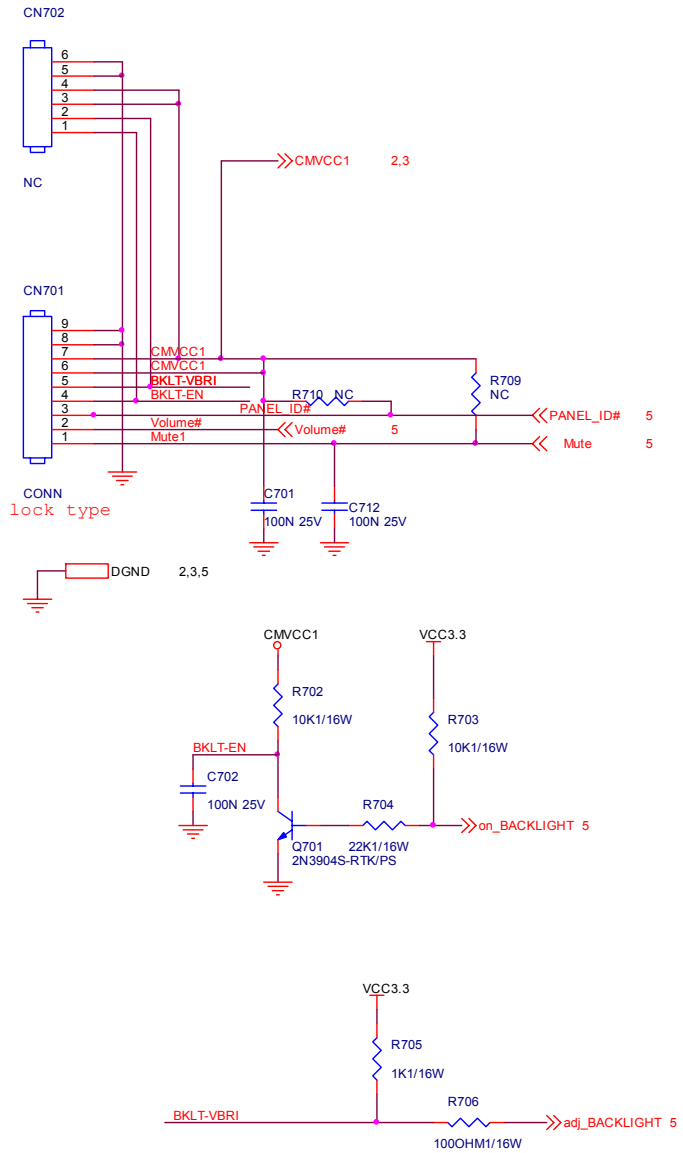 CN702
6
5
4
3
2
1
CMVCC1 2,3
NC
CN701
9
8
7
CMVCC1
6
CMVCC1
R709
NC
5
BKLT-VBRI
4
BKLT-EN
R710 NC
3
PANEL_ID#
PANEL_ID# 5
2
Volume#
Volume# 5
1
Mute1
Mute 5
CONN
lock type
C701
100N 25V
C712
100N 25V
DGND 2,3,5
CMVCC1
VCC3.3
R702
10K1/16W
R703
10K1/16W
BKLT-EN
C702
100N 25V
R704
22K1/16W
on_BACKLIGHT 5
Q701
2N3904S-RTK/PS
VCC3.3
R705
1K1/16W
BKLT-VBRI
R706
100OHM1/16W
adj_BACKLIGHT 5